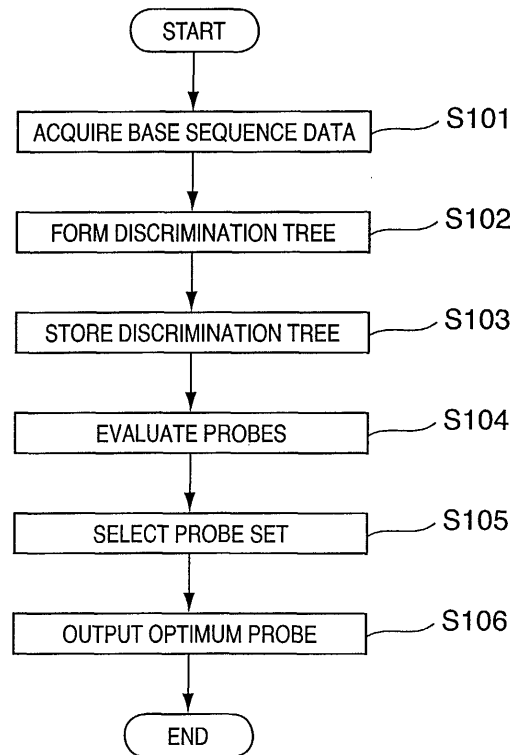 START
ACQUIRE BASE SEQUENCE DATA
S101
FORM DISCRIMINATION TREE
S102
STORE DISCRIMINATION TREE
S103
EVALUATE PROBES
S104
SELECT PROBE SET
S105
OUTPUT OPTIMUM PROBE
S106
END